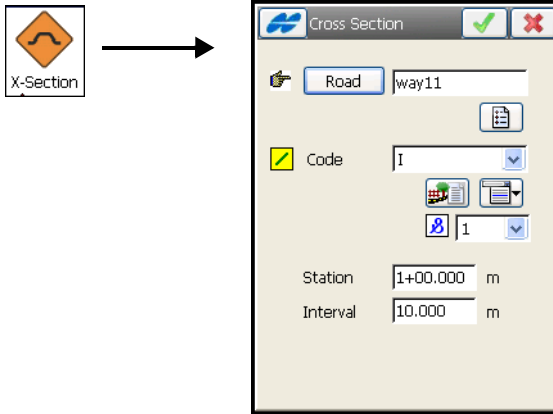 X-Section
Cross Section
Road way11
Code I
1
Station 1+00.000 m
Interval 10.000 m